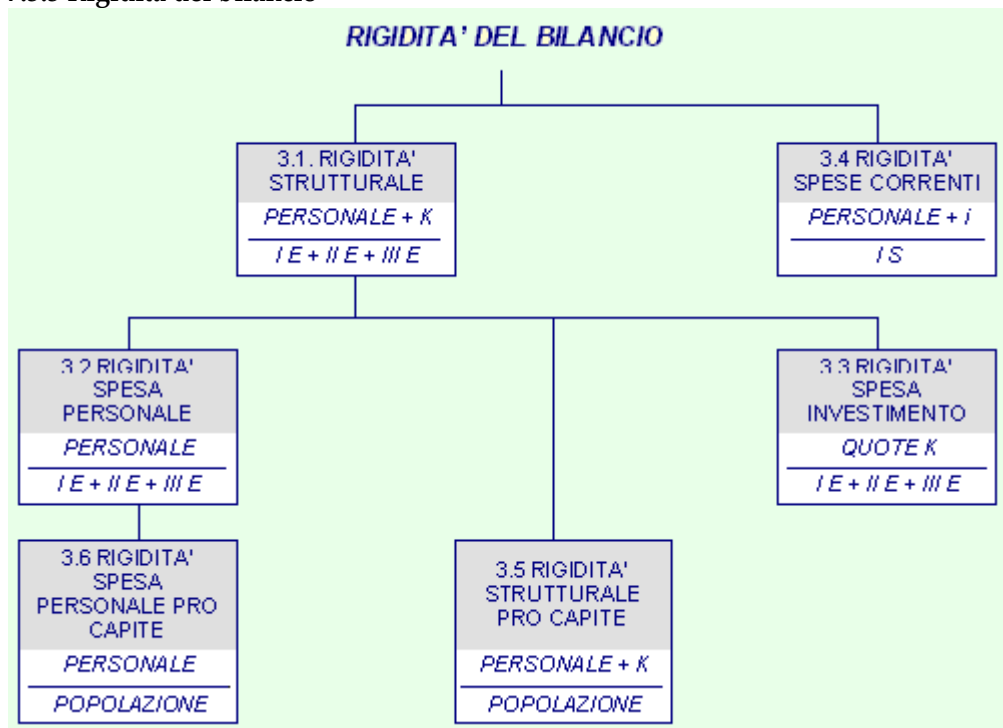 RIGIDITA' DEL BILANCIO
3.1. RIGIDITA'
STRUTTURALE
PERSONALE + K
I E + II E + III E
3.4 RIGIDITA'
SPESE CORRENTI
PERSONALE + i
I S
3.2 RIGIDITA'
SPESA
PERSONALE
PERSONALE
I E + II E + III E
3.3 RIGIDITA'
SPESA
INVESTIMENTO
QUOTE K
I E + II E + III E
3.6 RIGIDITA'
SPESA
PERSONALE PRO
CAPITE
PERSONALE
POPOLAZIONE
3.5 RIGIDITA'
STRUTTURALE
PRO CAPITE
PERSONALE + K
POPOLAZIONE